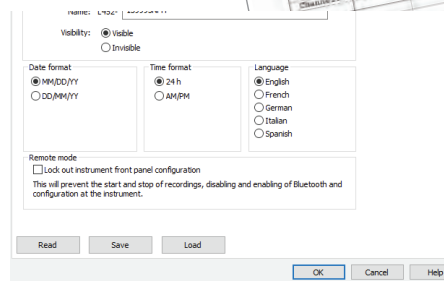 Name: L452-
Visibility: Visible
Invisible
Date format
MM/DD/YY
DD/MM/YY
Time format
24 h
AM/PM
Language
English
French
German
Italian
Spanish
Remote mode
Lock out instrument front panel configuration
This will prevent the start and stop of recordings, disabling and enabling of Bluetooth and
configuration at the instrument.
Read Save Load
OK Cancel Help